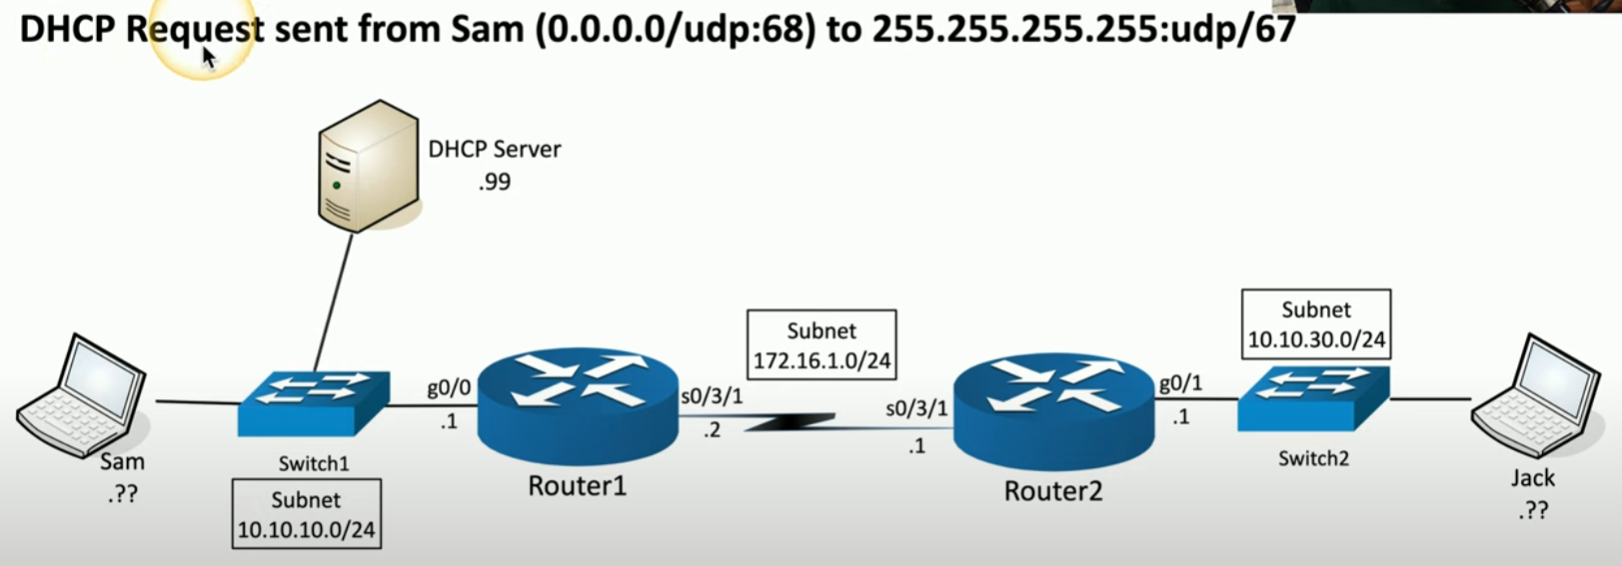 DHCP Request sent from Sam (0.0.0.0/udp:68) to 255.255.255.255:udp/67
DHCP Server
.99
Subnet
172.16.1.0/24
Subnet
10.10.30.0/24
g0/0
.1
s0/3/1
.2
s0/3/1
.1
g0/1
.1
Sam
.??
Switch1
Subnet
10.10.10.0/24
Router1
Router2
Switch2
Jack
.??